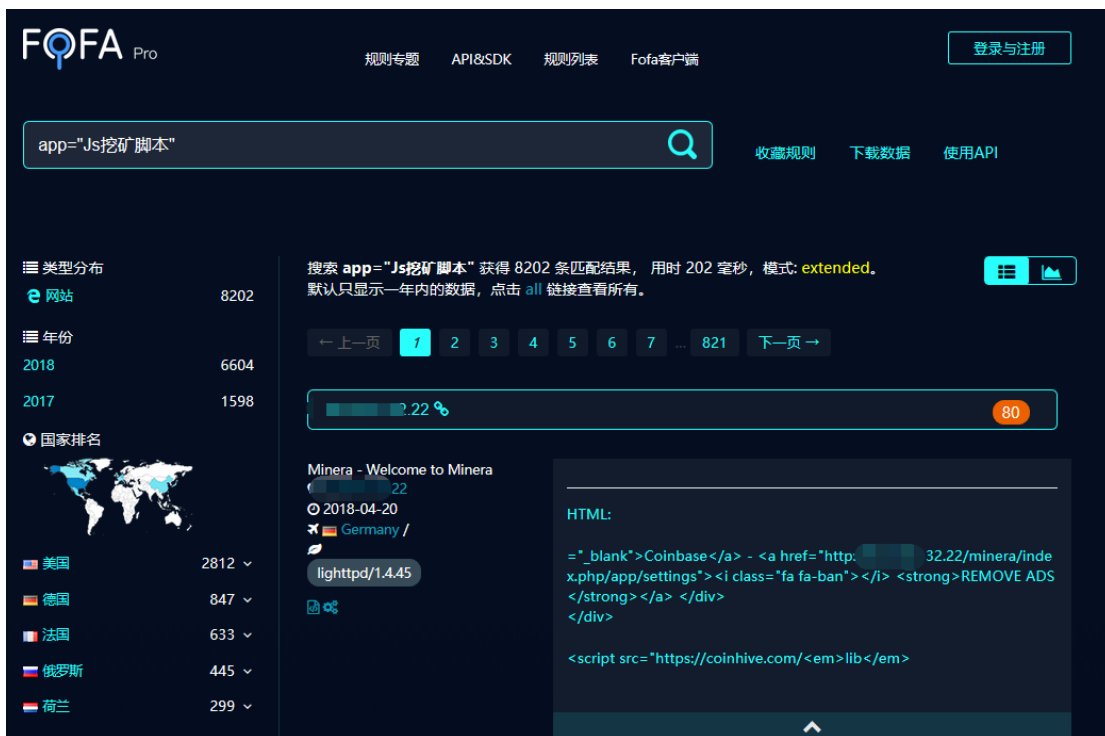 FOFA Pro
规则专题 API&SDK 规则列表 Fofa客户端
登录与注册
app="Js挖矿脚本"
收藏规则 下载数据 使用API
类型分布
网站 8202
年份
2018 6604
2017 1598
国家排名
美国 2812
德国 847
法国 633
俄罗斯 445
荷兰 299
搜索 app="Js挖矿脚本" 获得 8202 条匹配结果， 用时 202 毫秒，模式: extended。
默认只显示一年内的数据，点击 all 链接查看所有。
←上一页 1 2 3 4 5 6 7 ... 821 下一页→
2.22
80
Minera - Welcome to Minera
22
2018-04-20
Germany /
lighttpd/1.4.45
HTML:
="_blank">Coinbase</a> - <a href="http: 32.22/minera/inde
x.php/app/settings"><i class="fa fa-ban"></i> <strong>REMOVE ADS
</strong></a> </div>
</div>
<script src="https://coinhive.com/<em>lib</em>